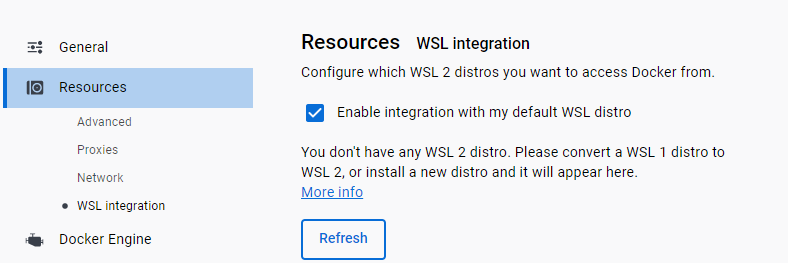 General
Resources
Advanced
Proxies
Network
WSL integration
Docker Engine
Resources WSL integration
Configure which WSL 2 distros you want to access Docker from.
Enable integration with my default WSL distro
You don't have any WSL 2 distro. Please convert a WSL 1 distro to
WSL 2, or install a new distro and it will appear here.
More info
Refresh